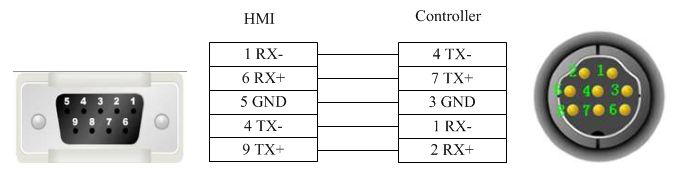 HMI
Controller
1 RX-
4 TX-
6 RX+
7 TX+
5 GND
3 GND
4 TX-
1 RX-
9 TX+
2 RX+
5 4 3 2 1
9 8 7 6
2 1
5 4 3
8 7 6